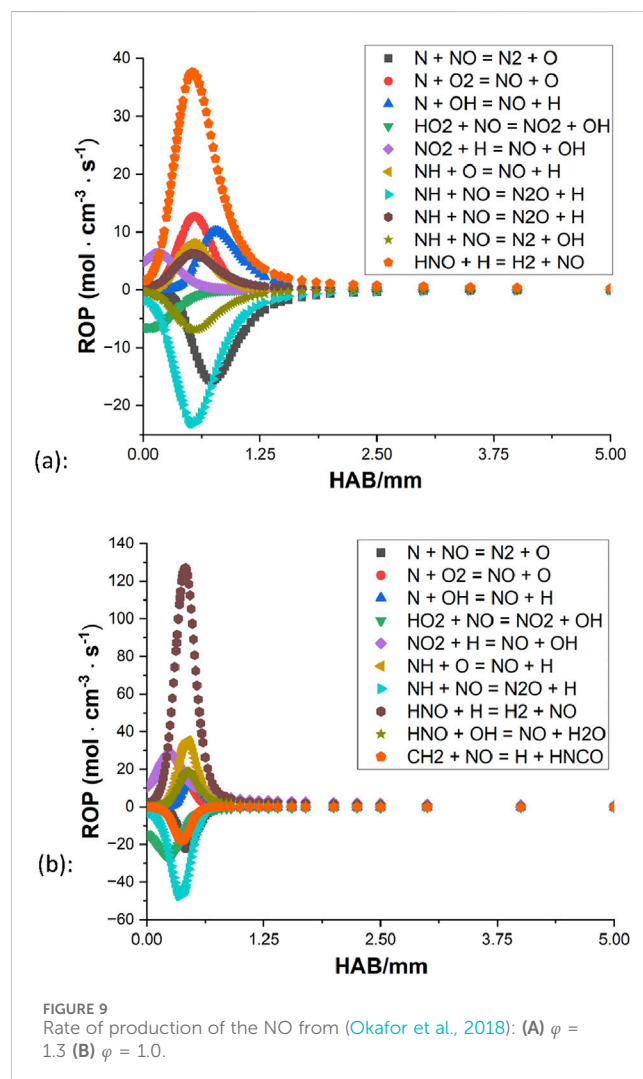 40
30
20
10
0
−10
−20
ROP (mol · cm⁻³ · s⁻¹)
N + NO = N2 + O
N + O2 = NO + O
N + OH = NO + H
HO2 + NO = NO2 + OH
NO2 + H = NO + OH
NH + O = NO + H
NH + NO = N2O + H
NH + NO = N2O + H
NH + NO = N2 + OH
HNO + H = H2 + NO
0.00 1.25 2.50 3.75 5.00
(a): HAB/mm
140
120
100
80
60
40
20
0
−20
−40
−60
ROP (mol · cm⁻³ · s⁻¹)
N + NO = N2 + O
N + O2 = NO + O
N + OH = NO + H
HO2 + NO = NO2 + OH
NO2 + H = NO + OH
NH + O = NO + H
NH + NO = N2O + H
HNO + H = H2 + NO
HNO + OH = NO + H2O
CH2 + NO = H + HNCO
(b):
0.00 1.25 2.50 3.75 5.00
HAB/mm
FIGURE 9
Rate of production of the NO from (Okafor et al., 2018): (A) φ =
1.3 (B) φ = 1.0.